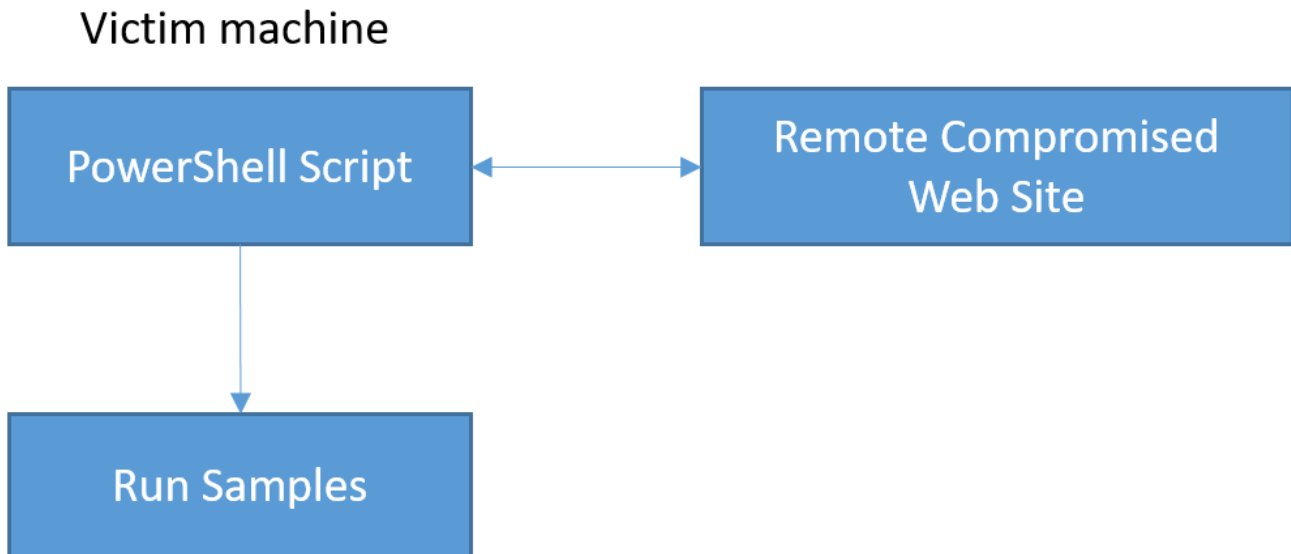 Victim machine
PowerShell Script
Remote Compromised
Web Site
Run Samples